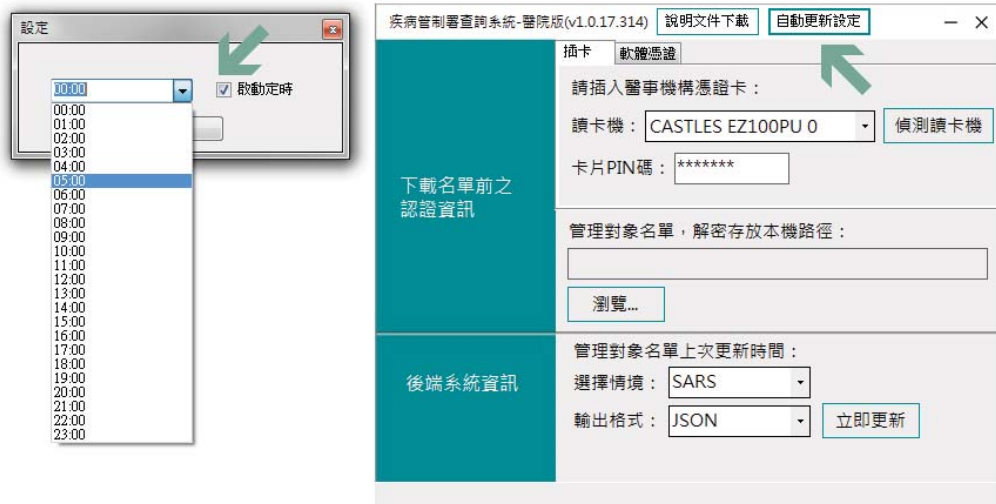 設定
00:00
啟動定時
00:00
01:00
02:00
03:00
04:00
05:00
06:00
07:00
08:00
09:00
10:00
11:00
12:00
13:00
14:00
15:00
16:00
17:00
18:00
19:00
20:00
21:00
22:00
23:00
疾病管制署查詢系統-醫院版(v1.0.17.314) 說明文件下載 自動更新設定
插卡 軟體憑證
請插入醫事機構憑證卡：
讀卡機： CASTLES EZ100PU 0 偵測讀卡機
卡片PIN碼： *******
下載名單前之
認證資訊
管理對象名單，解密存放本機路徑：
瀏覽...
後端系統資訊
管理對象名單上次更新時間：
選擇情境： SARS
輸出格式： JSON 立即更新